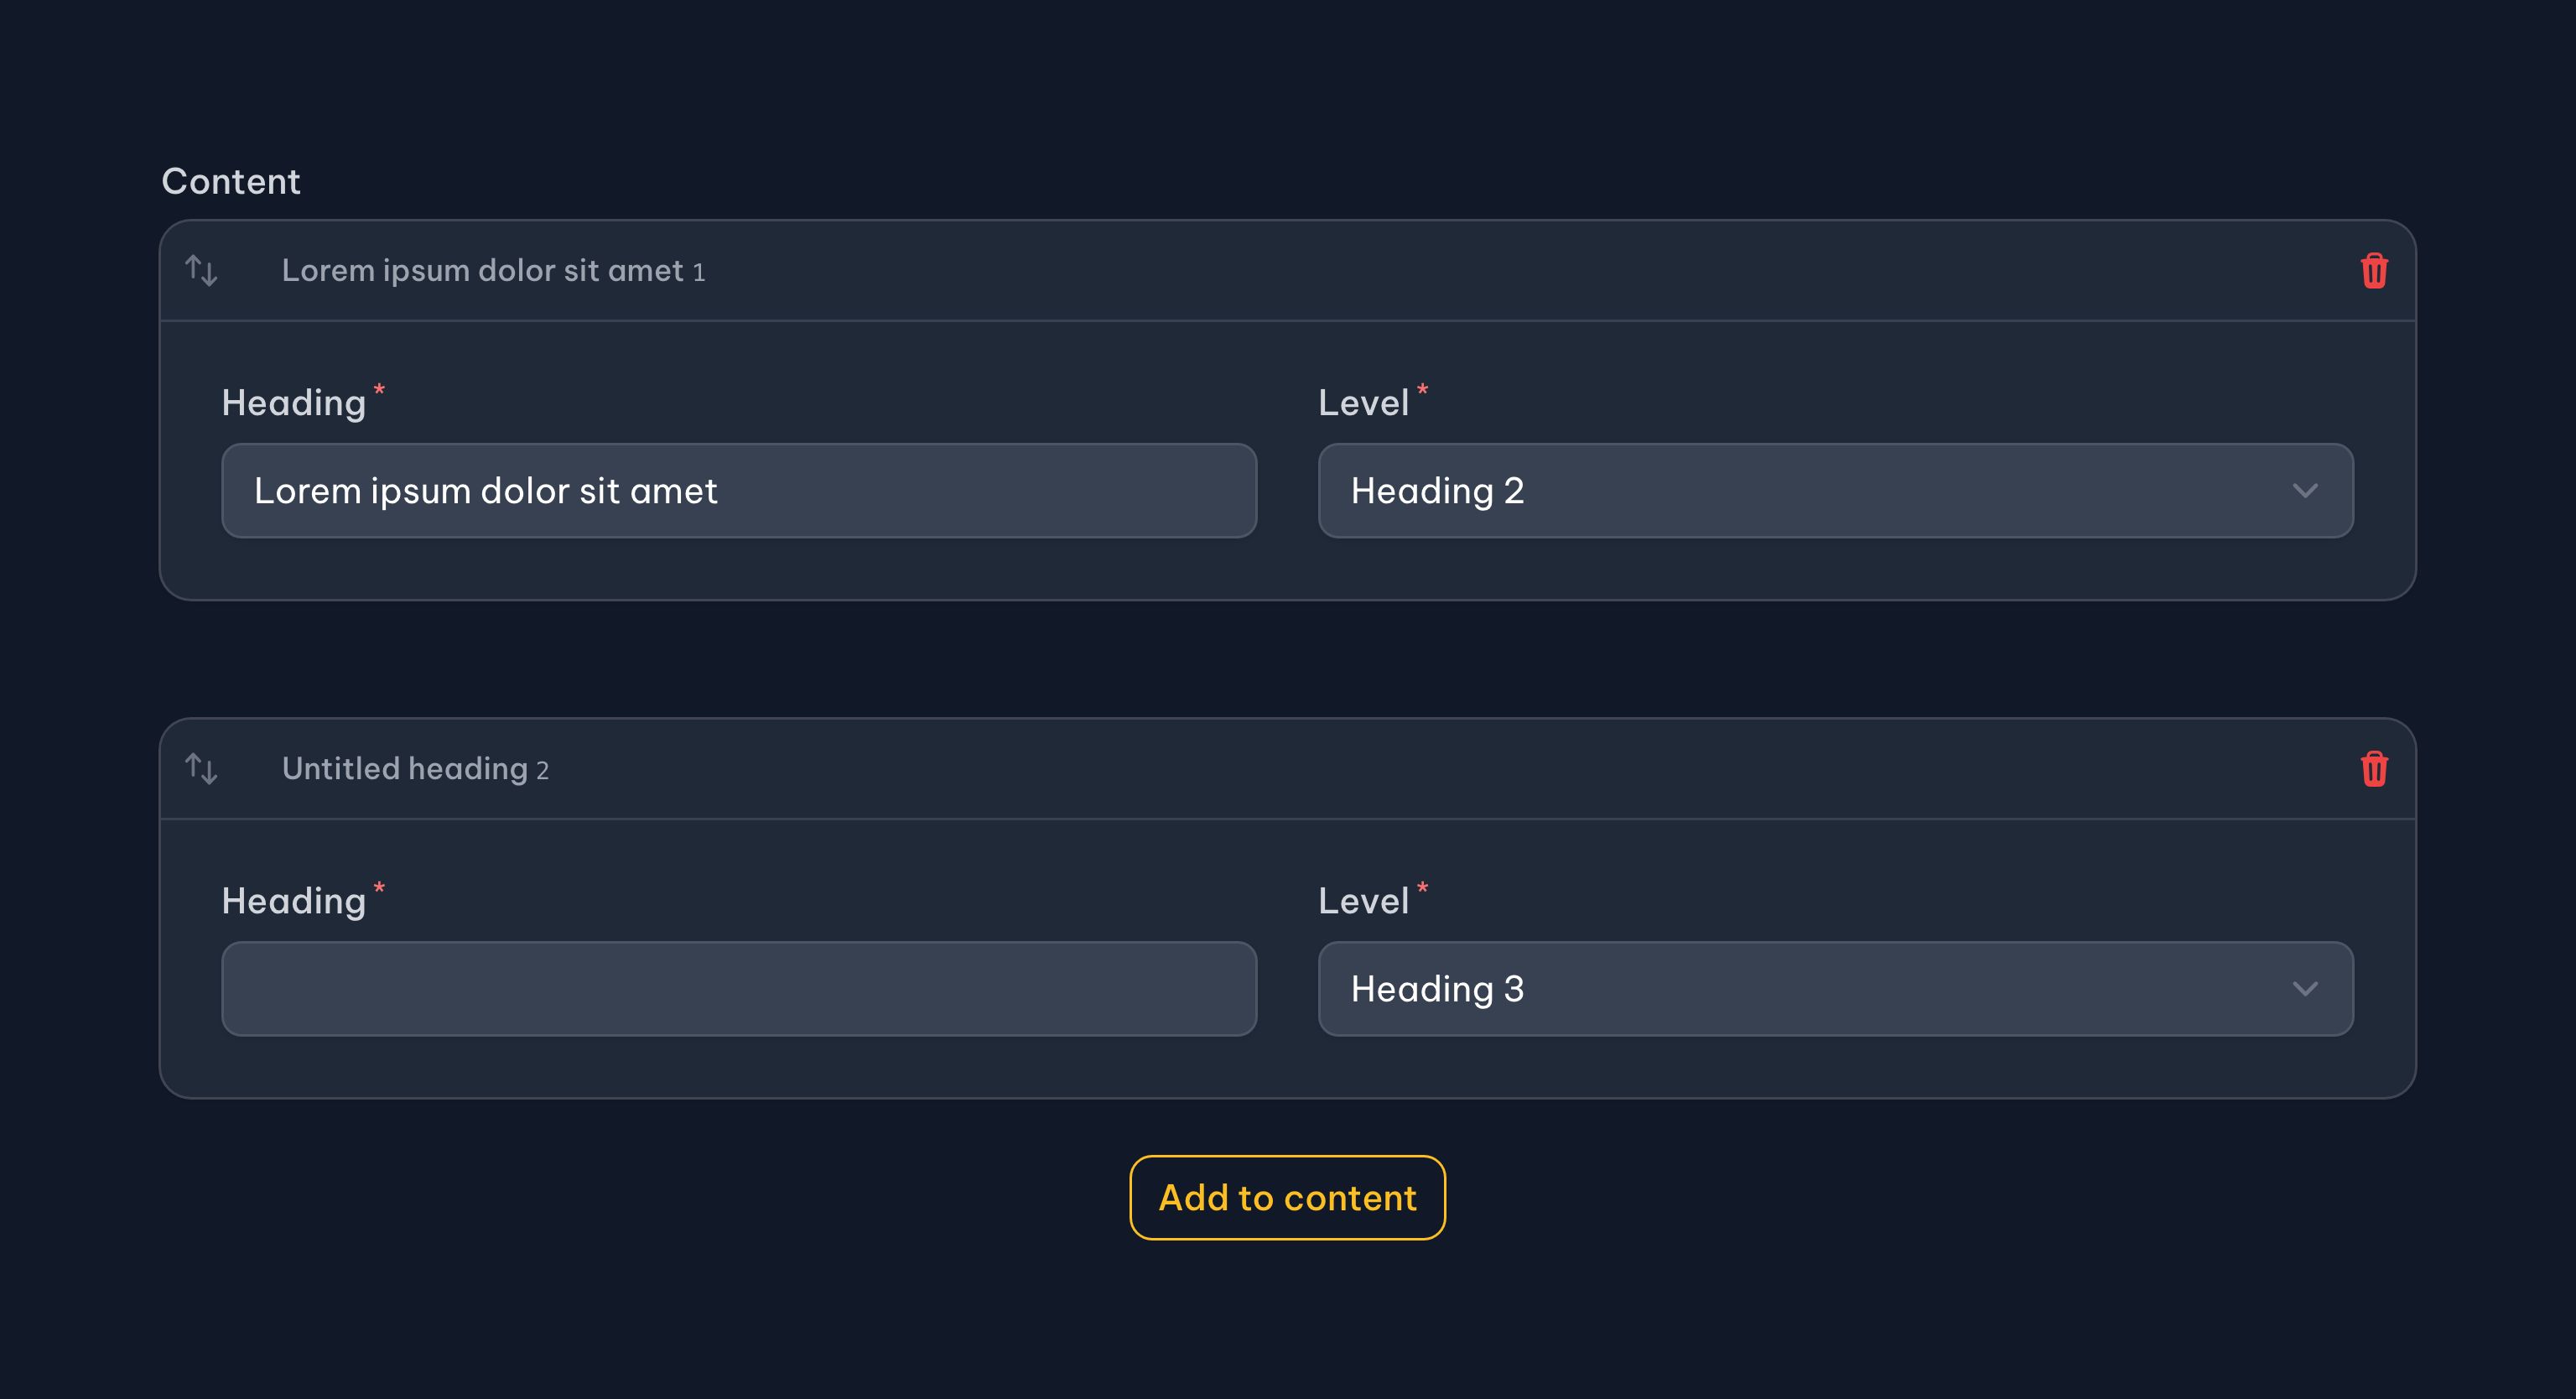 Content
Lorem ipsum dolor sit amet 1
Heading* Level*
Lorem ipsum dolor sit amet Heading 2
Untitled heading 2
Heading* Level*
Heading 3
Add to content